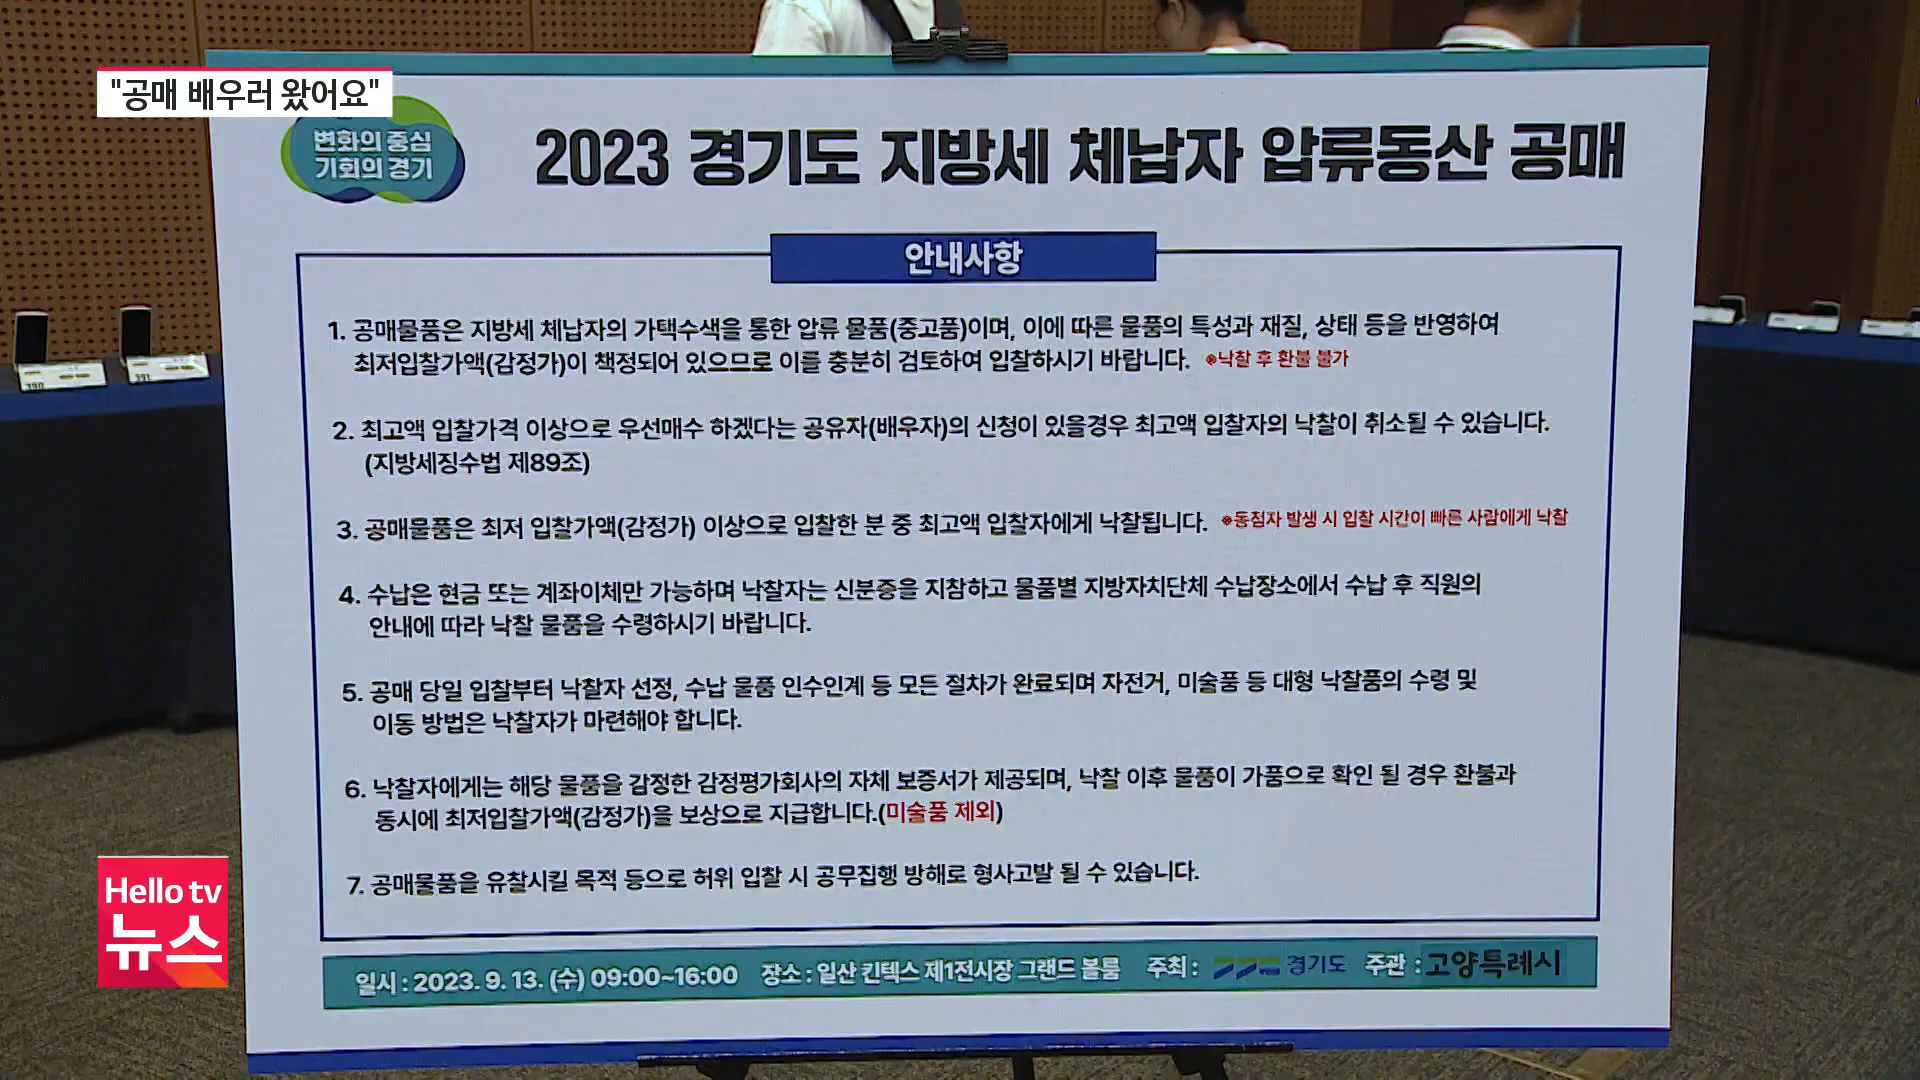 "공매 배우러 왔어요"
변화의 중심
기회의 경기
2023 경기도 지방세 체납자 압류동산 공매
안내사항
1. 공매물품은 지방세 체납자의 가택수색을 통한 압류 물품(중고품)이며, 이에 따른 물품의 특성과 재질, 상태 등을 반영하여
최저입찰가액(감정가)이 책정되어 있으므로 이를 충분히 검토하여 입찰하시기 바랍니다. ※낙찰 후 환불 불가
2. 최고액 입찰가격 이상으로 우선매수 하겠다는 공유자(배우자)의 신청이 있을경우 최고액 입찰자의 낙찰이 취소될 수 있습니다.
(지방세징수법 제89조)
3. 공매물품은 최저 입찰가액(감정가) 이상으로 입찰한 분 중 최고액 입찰자에게 낙찰됩니다. ※동점자 발생 시 입찰 시간이 빠른 사람에게 낙찰
4. 수납은 현금 또는 계좌이체만 가능하며 낙찰자는 신분증을 지참하고 물품별 지방자치단체 수납장소에서 수납 후 직원의
안내에 따라 낙찰 물품을 수령하시기 바랍니다.
5. 공매 당일 입찰부터 낙찰자 선정, 수납 물품 인수인계 등 모든 절차가 완료되며 자전거, 미술품 등 대형 낙찰품의 수령 및
이동 방법은 낙찰자가 마련해야 합니다.
6. 낙찰자에게는 해당 물품을 감정한 감정평가회사의 자체 보증서가 제공되며, 낙찰 이후 물품이 가품으로 확인 될 경우 환불과
동시에 최저입찰가액(감정가)을 보상으로 지급합니다.(미술품 제외)
7. 공매물품을 유찰시킬 목적 등으로 허위 입찰 시 공무집행 방해로 형사고발 될 수 있습니다.
일시 : 2023. 9. 13. (수) 09:00~16:00 장소 : 일산 킨텍스 제1전시장 그랜드 볼룸 주최 : 경기도 주관 : 고양특례시
390
391
Hello tv
뉴스